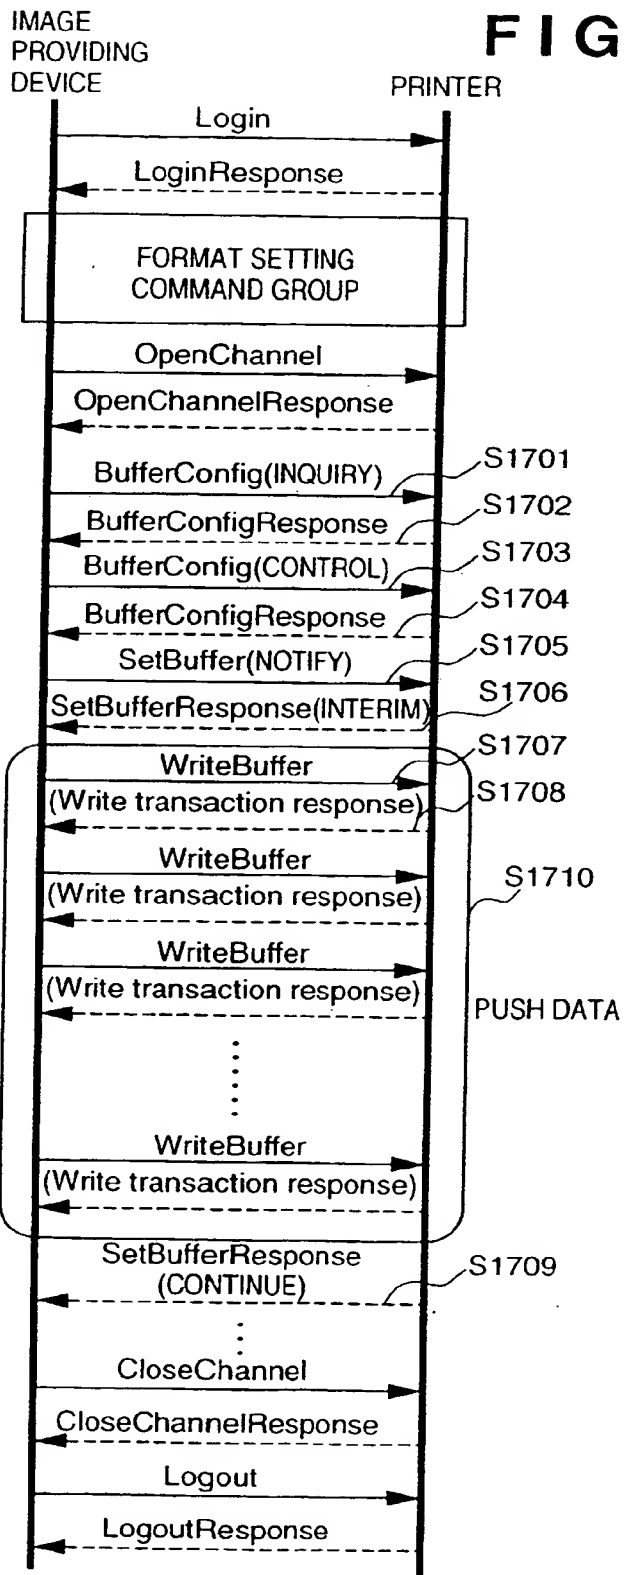 IMAGE
PROVIDING
DEVICE
FIG
PRINTER
Login
LoginResponse
FORMAT SETTING
COMMAND GROUP
OpenChannel
OpenChannelResponse
BufferConfig(INQUIRY)
S1701
BufferConfigResponse
S1702
BufferConfig(CONTROL)
S1703
BufferConfigResponse
S1704
SetBuffer(NOTIFY)
S1705
SetBufferResponse(INTERIM)
S1706
WriteBuffer
S1707
(Write transaction response)
S1708
WriteBuffer
(Write transaction response)
S1710
WriteBuffer
(Write transaction response)
PUSH DATA
WriteBuffer
(Write transaction response)
SetBufferResponse
(CONTINUE)
S1709
CloseChannel
CloseChannelResponse
Logout
LogoutResponse